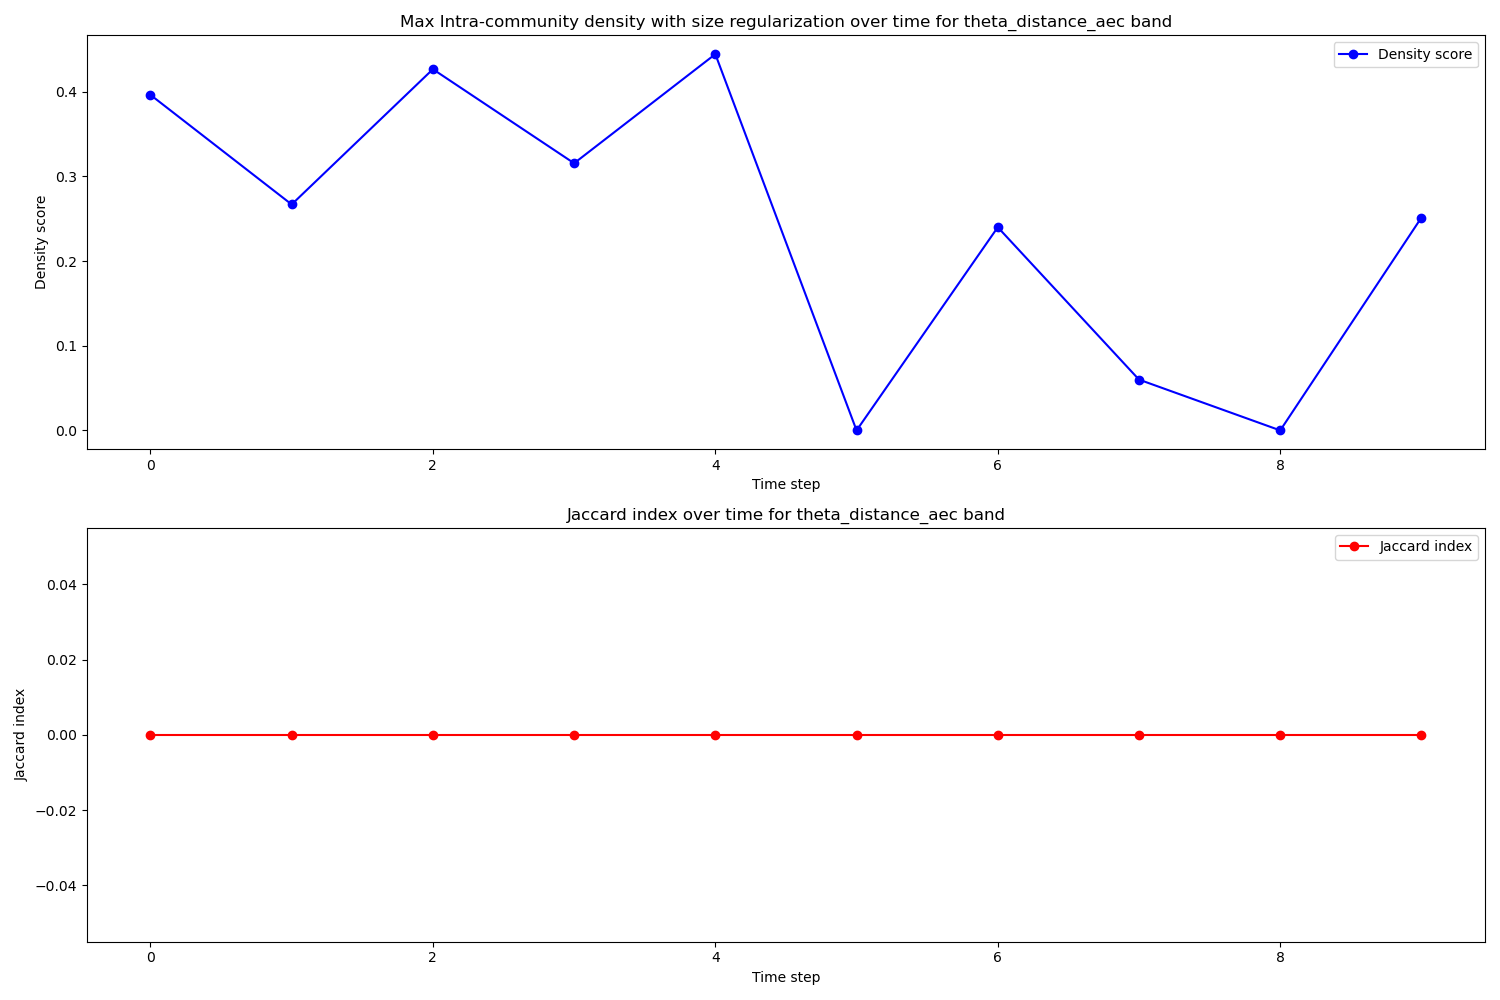 Max Intra-community density with size regularization over time for theta_distance_aec band
Density score
0.4
0.3
0.2
0.1
0.0
Density score
0
2
4
6
8
Time step
Jaccard index over time for theta_distance_aec band
Jaccard index
0.04
0.02
0.00
−0.02
−0.04
Jaccard index
0
2
4
6
8
Time step